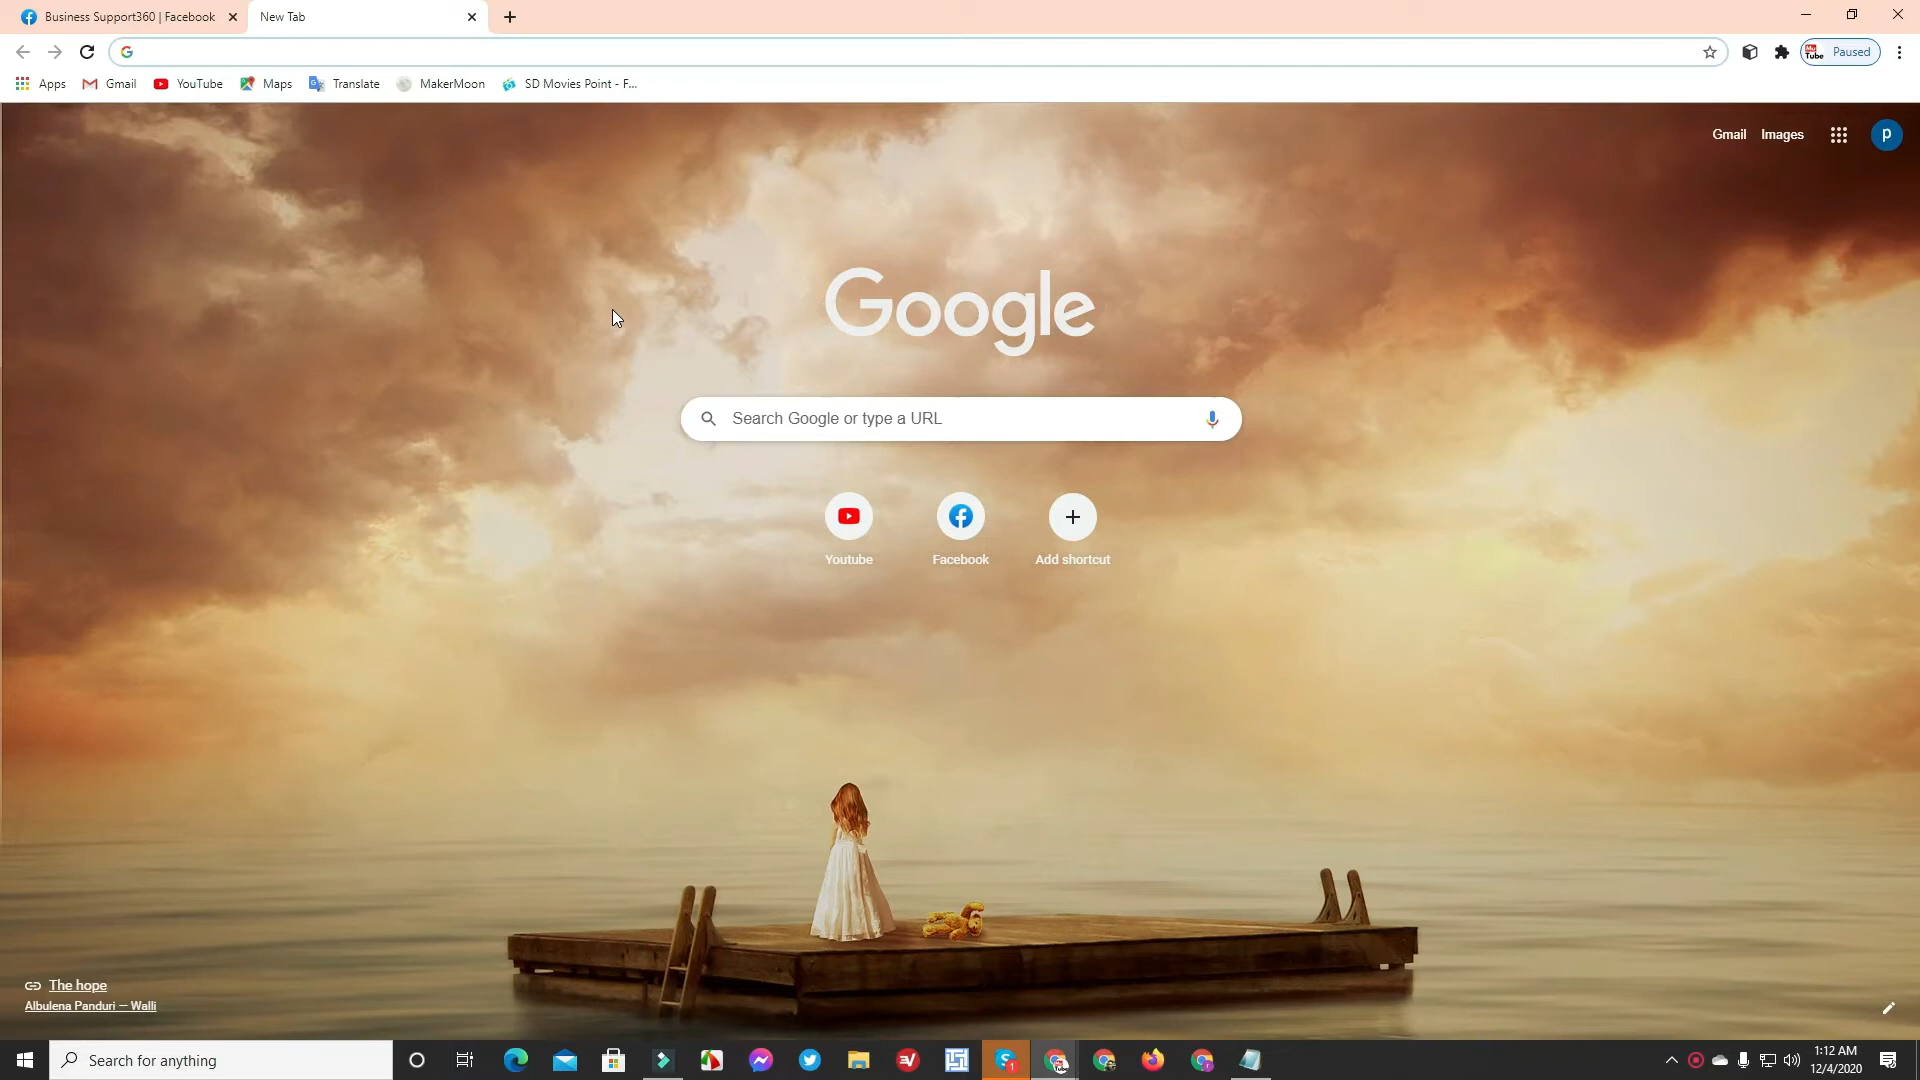 Business Support360 | Facebook
New Tab
Paused
Apps
Gmail
YouTube
Maps
Translate
MakerMoon
SD Movies Point - F...
Gmail
Images
p
Google
Search Google or type a URL
Youtube
Facebook
Add shortcut
The hope
Albulena Panduri — Walli
Search for anything
1
1:12 AM
12/4/2020